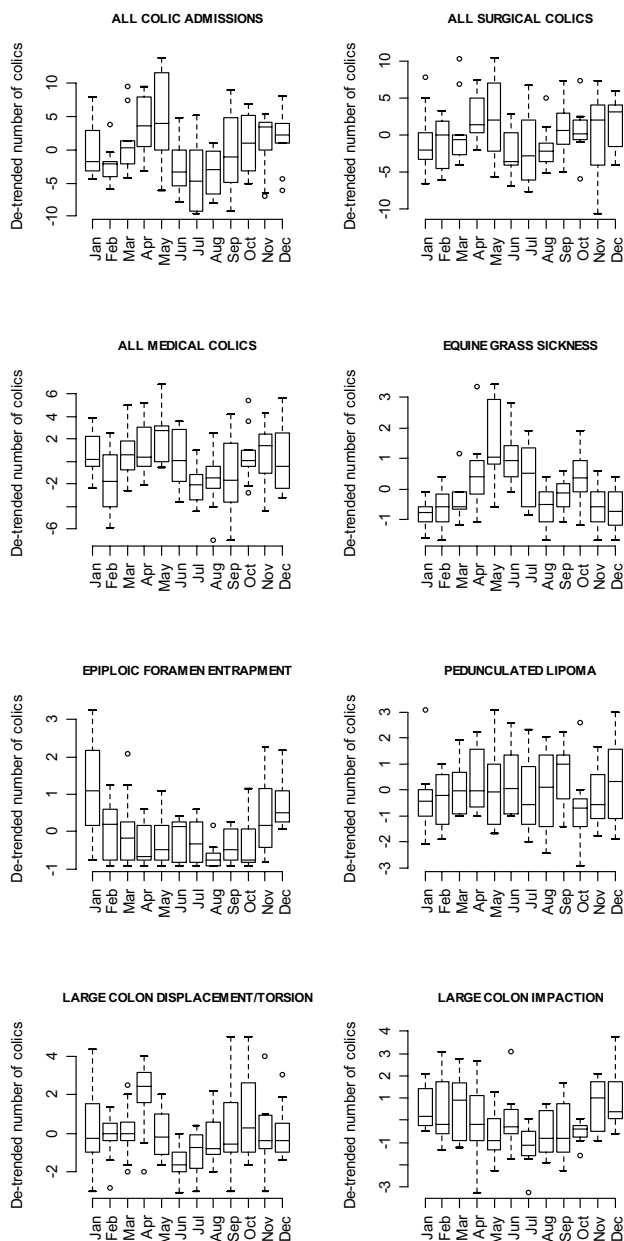 ALL COLIC ADMISSIONS
De-trended number of colics
10
5
0
-5
-10
Jan Feb Mar Apr May Jun Jul Aug Sep Oct Nov Dec
ALL SURGICAL COLICS
De-trended number of colics
10
5
0
-5
-10
Jan Feb Mar Apr May Jun Jul Aug Sep Oct Nov Dec
ALL MEDICAL COLICS
De-trended number of colics
6
2
-2
-6
Jan Feb Mar Apr May Jun Jul Aug Sep Oct Nov Dec
EQUINE GRASS SICKNESS
De-trended number of colics
3
2
1
0
-1
Jan Feb Mar Apr May Jun Jul Aug Sep Oct Nov Dec
EPIPLOIC FORAMEN ENTRAPMENT
De-trended number of colics
3
2
1
0
-1
Jan Feb Mar Apr May Jun Jul Aug Sep Oct Nov Dec
PEDUNCULATED LIPOMA
De-trended number of colics
3
2
1
0
-1
-2
-3
Jan Feb Mar Apr May Jun Jul Aug Sep Oct Nov Dec
LARGE COLON DISPLACEMENT/TORSION
De-trended number of colics
4
2
0
-2
Jan Feb Mar Apr May Jun Jul Aug Sep Oct Nov Dec
LARGE COLON IMPACTION
De-trended number of colics
4
3
1
-1
-3
Jan Feb Mar Apr May Jun Jul Aug Sep Oct Nov Dec